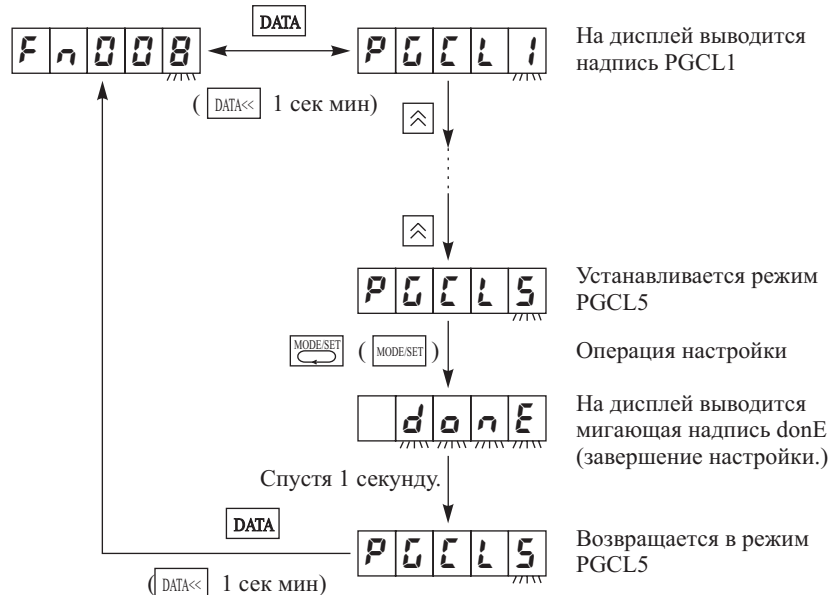 DATA
Fn008
PGCL1
На дисплей выводится
надпись PGCL1
( DATA<< 1 сек мин)
PGCL5
Устанавливается режим
PGCL5
MODE/SET ( MODE/SET )
Операция настройки
donE
На дисплей выводится
мигающая надпись donE
(завершение настройки.)
Спустя 1 секунду.
DATA
PGCL5
Возвращается в режим
PGCL5
( DATA<< 1 сек мин)